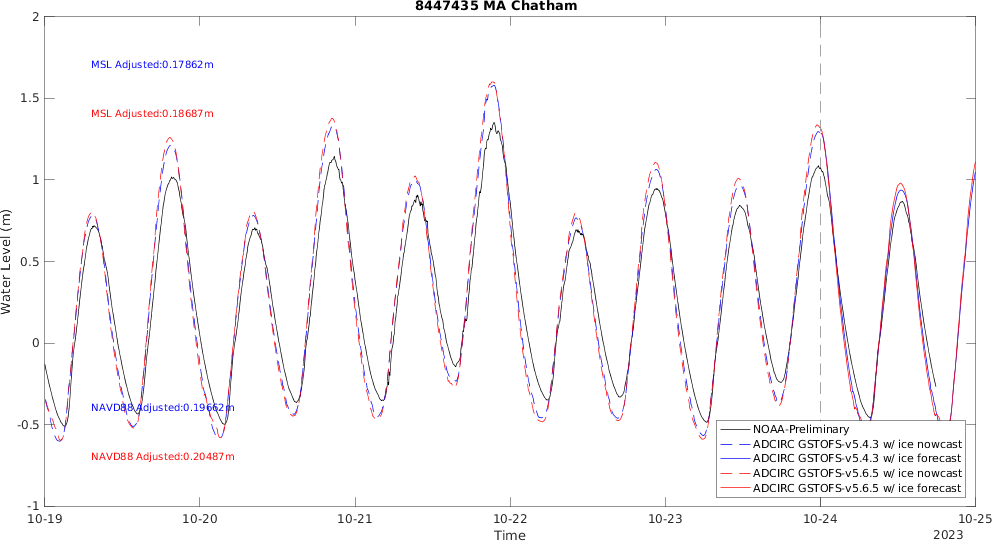 8447435 MA Chatham
2
1.5
1
0.5
0
-0.5
-1
Water Level (m)
MSL Adjusted:0.17862m
MSL Adjusted:0.18687m
NAVD88 Adjusted:0.19662m
NAVD88 Adjusted:0.20487m
NOAA-Preliminary
ADCIRC GSTOFS-v5.4.3 w/ ice nowcast
ADCIRC GSTOFS-v5.4.3 w/ ice forecast
ADCIRC GSTOFS-v5.6.5 w/ ice nowcast
ADCIRC GSTOFS-v5.6.5 w/ ice forecast
10-19 10-20 10-21 10-22 10-23 10-24 10-25
Time
2023